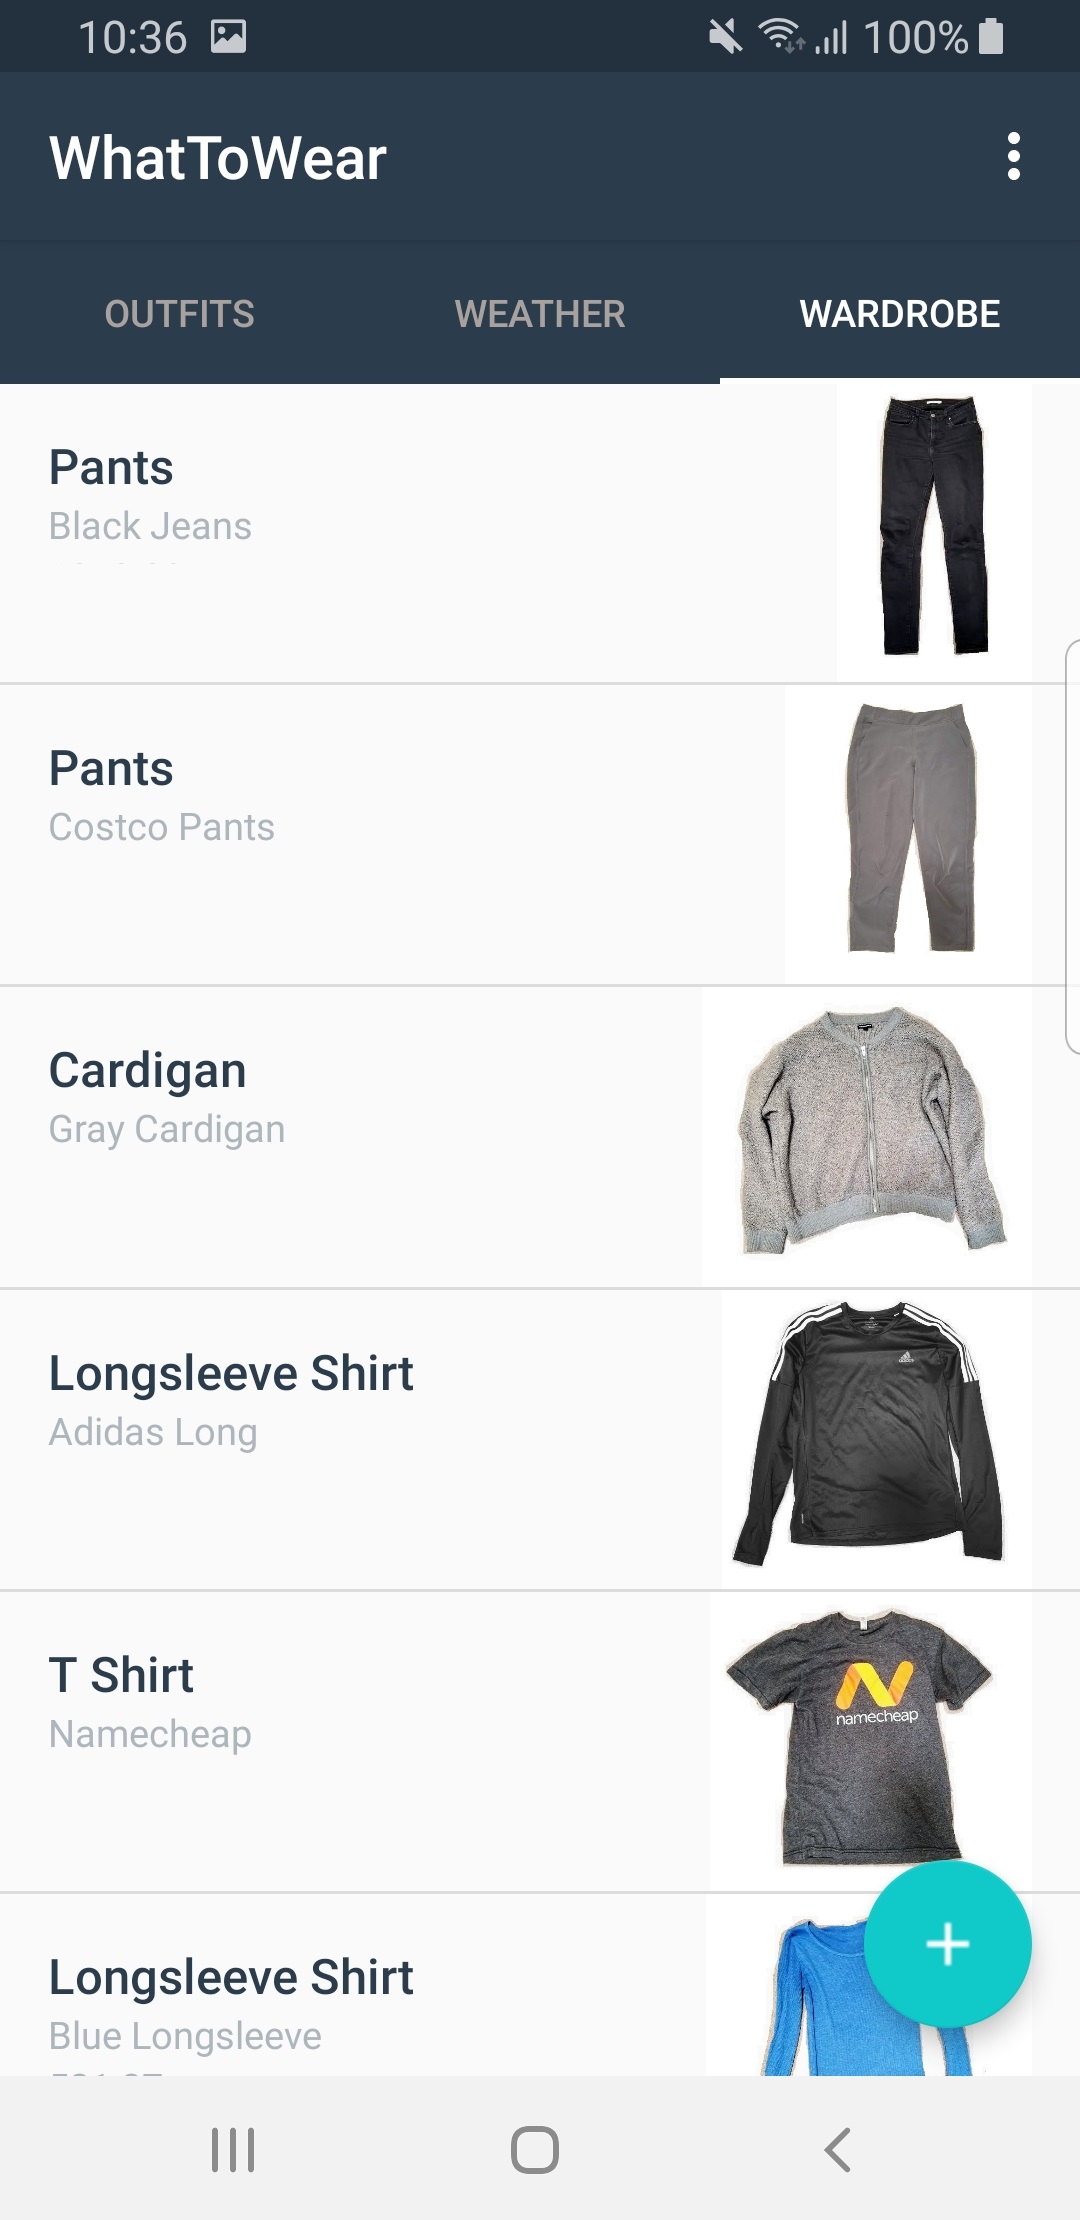 10:36
100%
WhatToWear
OUTFITS
WEATHER
WARDROBE
Pants
Black Jeans
Pants
Costco Pants
Cardigan
Gray Cardigan
Longsleeve Shirt
Adidas Long
T Shirt
Namecheap
namecheap
Longsleeve Shirt
Blue Longsleeve